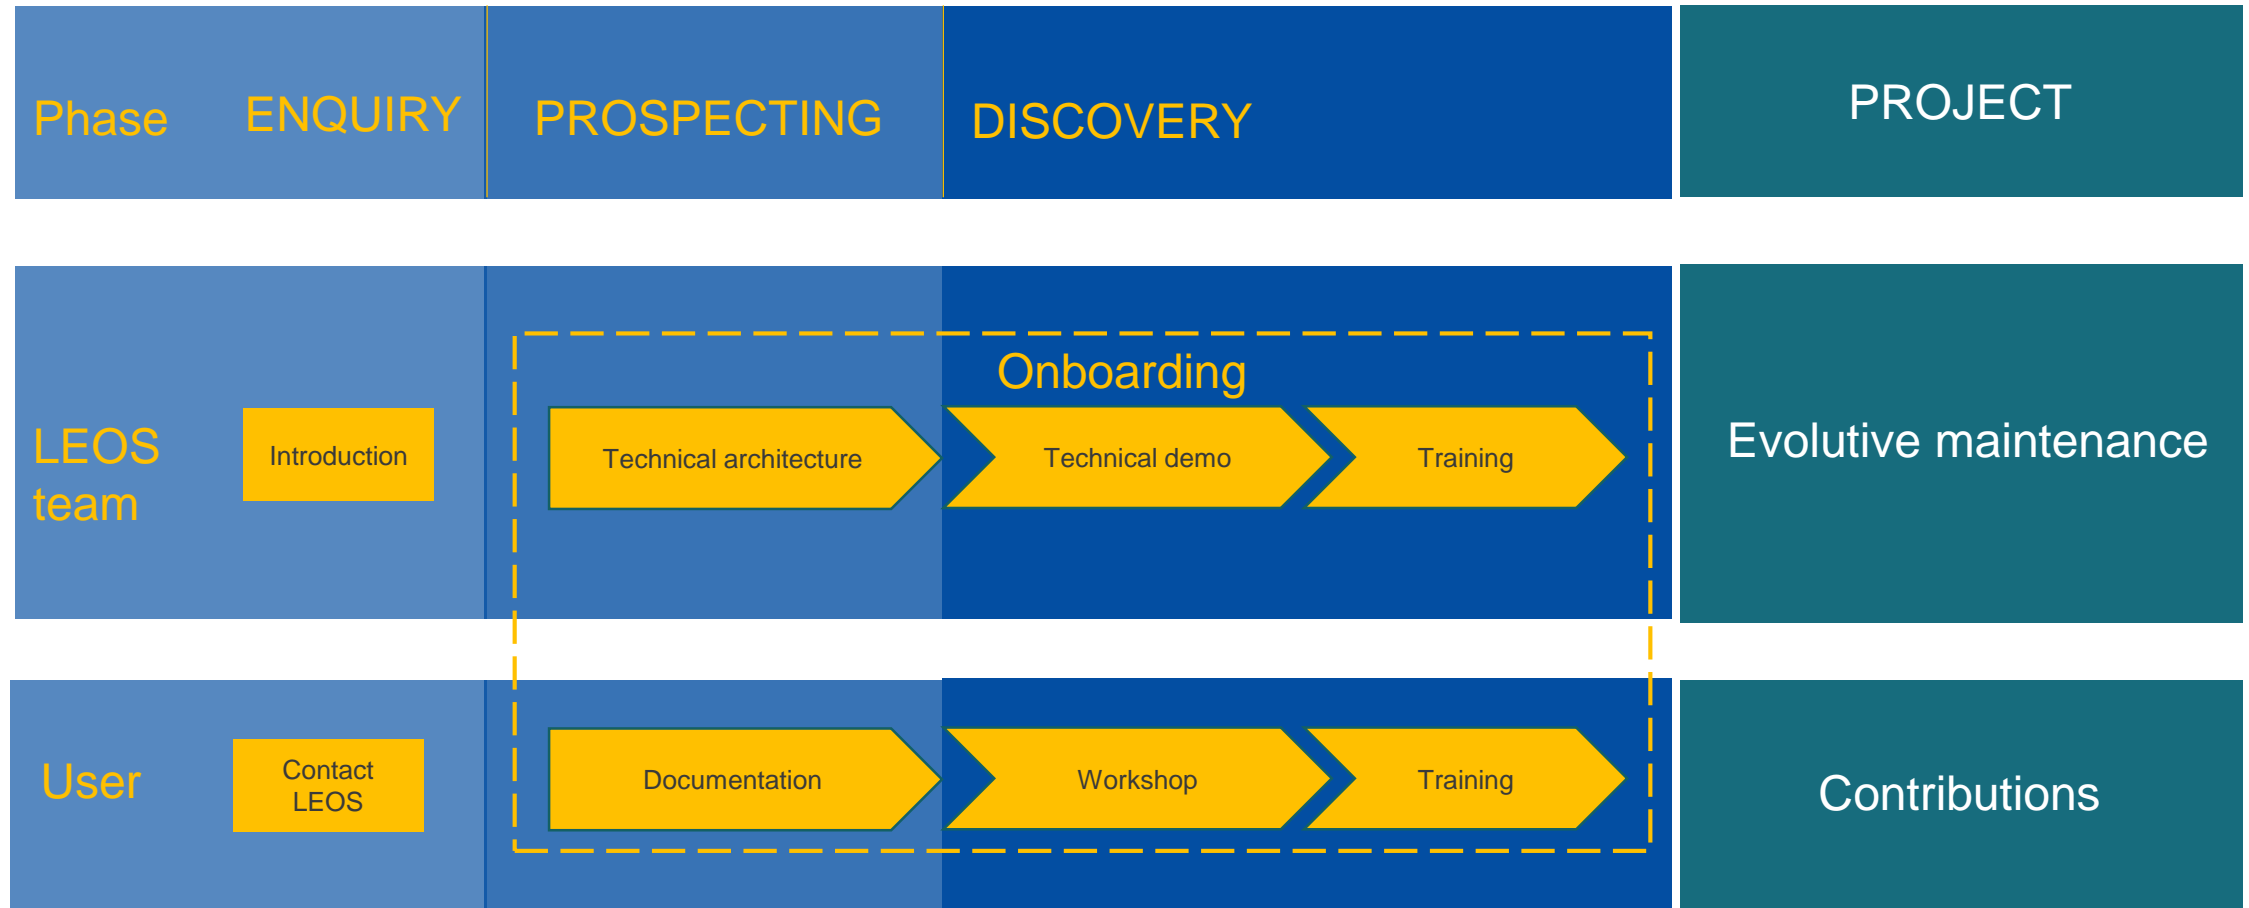 Phase
ENQUIRY
PROSPECTING
DISCOVERY
PROJECT
Onboarding
LEOS
team
Introduction
Technical architecture
Technical demo
Training
Evolutive maintenance
User
Contact
LEOS
Documentation
Workshop
Training
Contributions